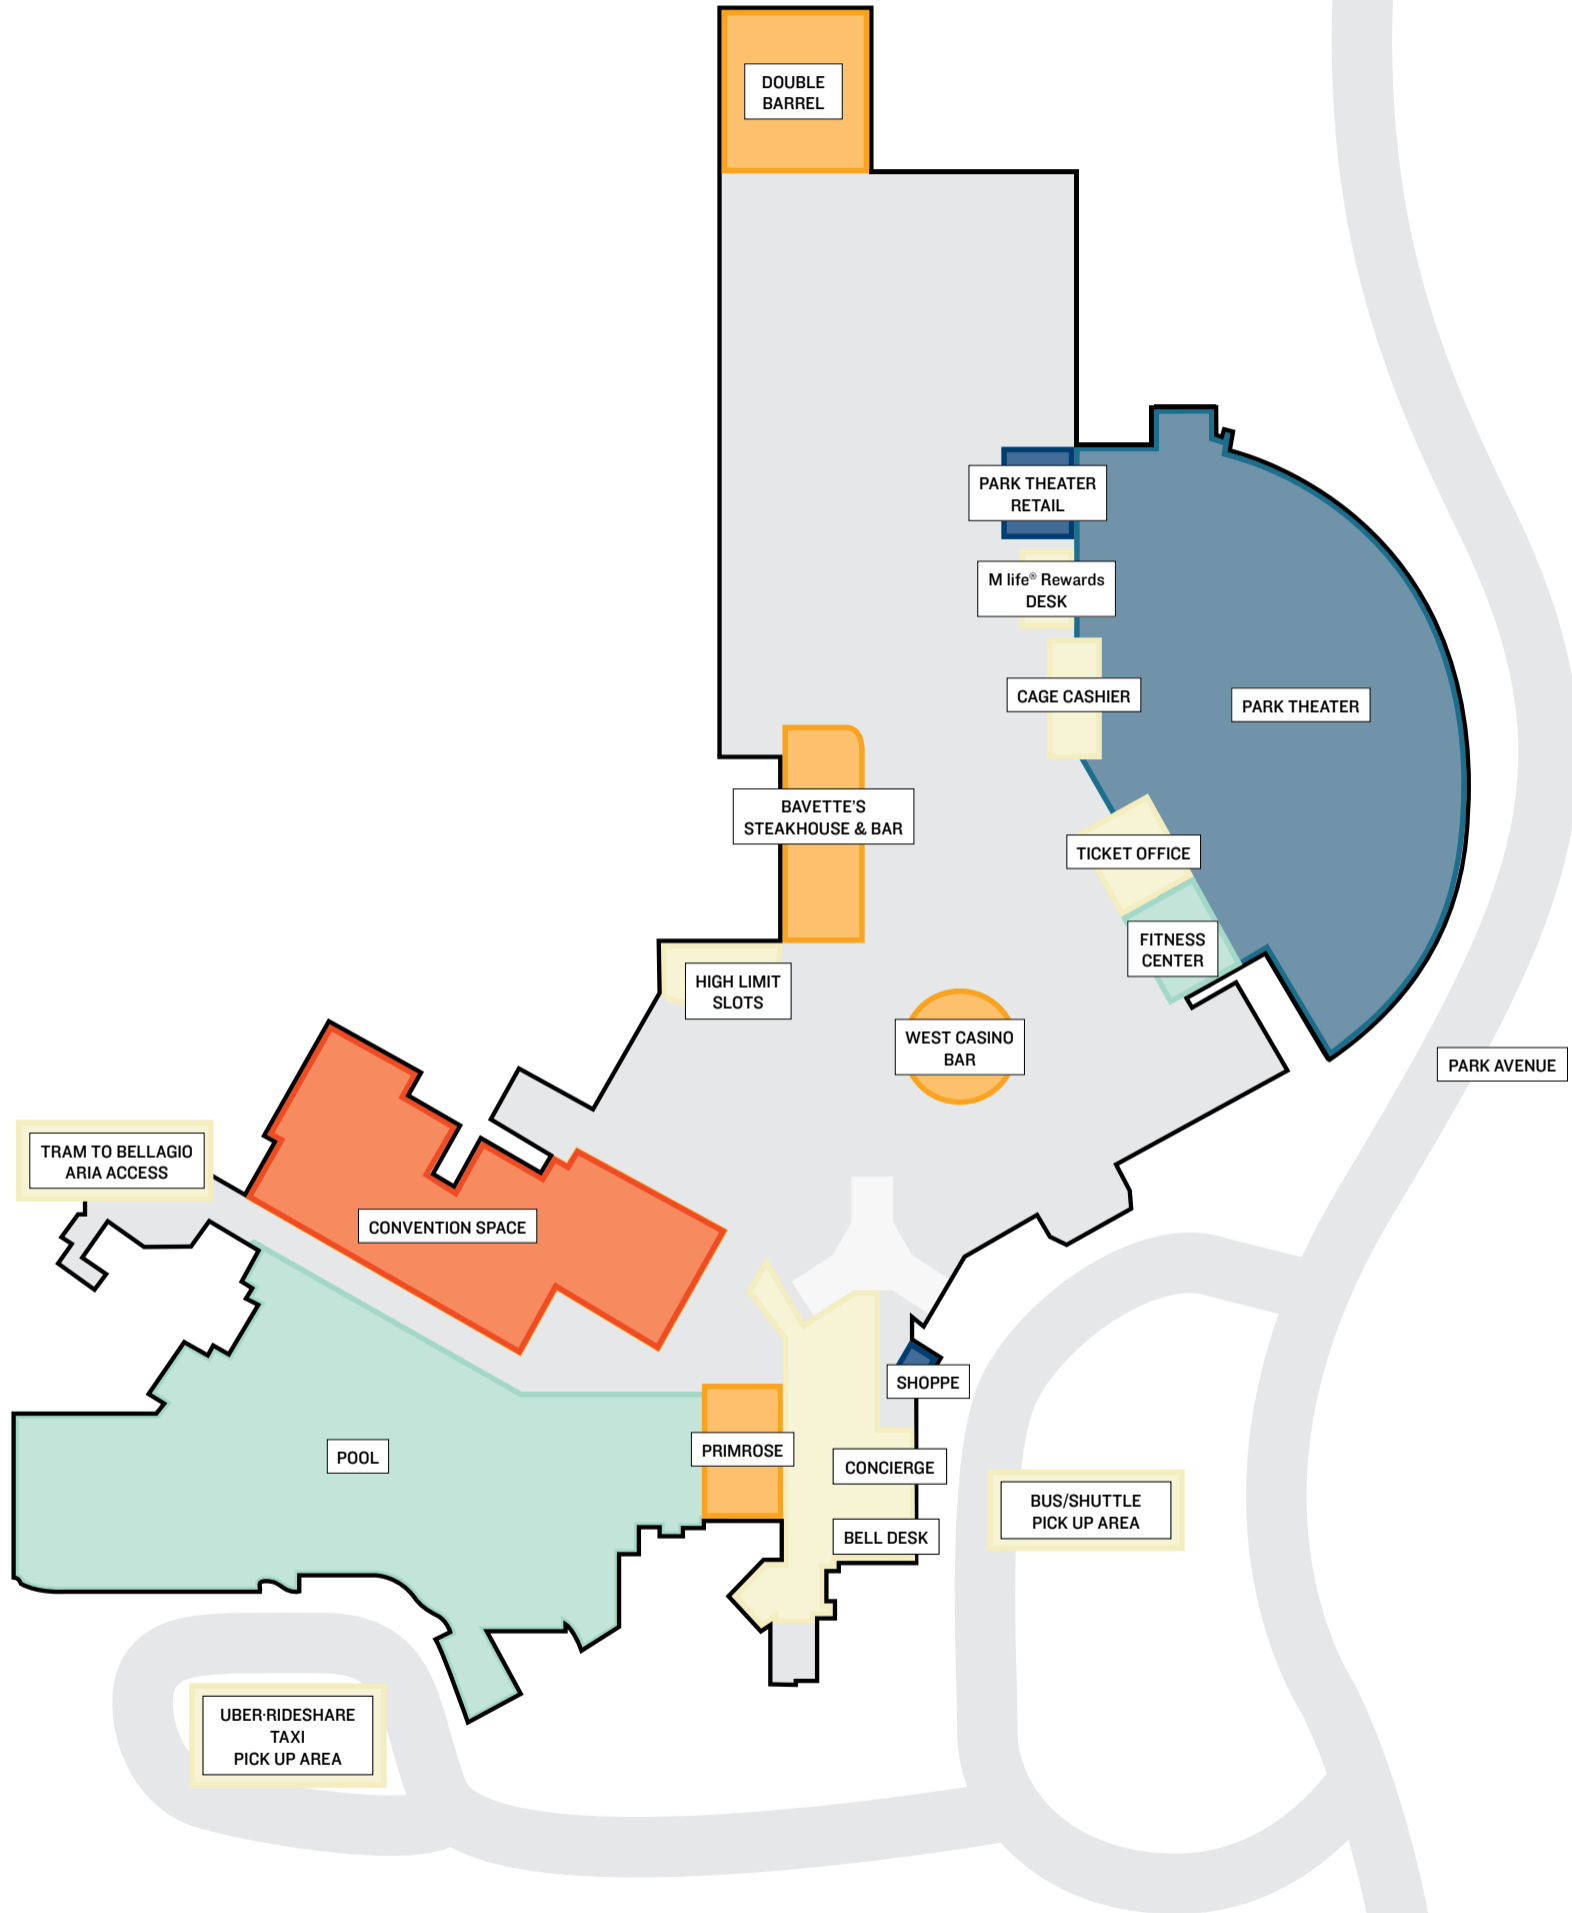 DOUBLE
BARREL
PARK THEATER
RETAIL
M life® Rewards
DESK
CAGE CASHIER
PARK THEATER
BAVETTE'S
STEAKHOUSE & BAR
TICKET OFFICE
FITNESS
CENTER
HIGH LIMIT
SLOTS
WEST CASINO
BAR
PARK AVENUE
TRAM TO BELLAGIO
ARIA ACCESS
CONVENTION SPACE
SHOPPE
POOL
PRIMROSE
CONCIERGE
BELL DESK
BUS/SHUTTLE
PICK UP AREA
UBER·RIDESHARE
TAXI
PICK UP AREA